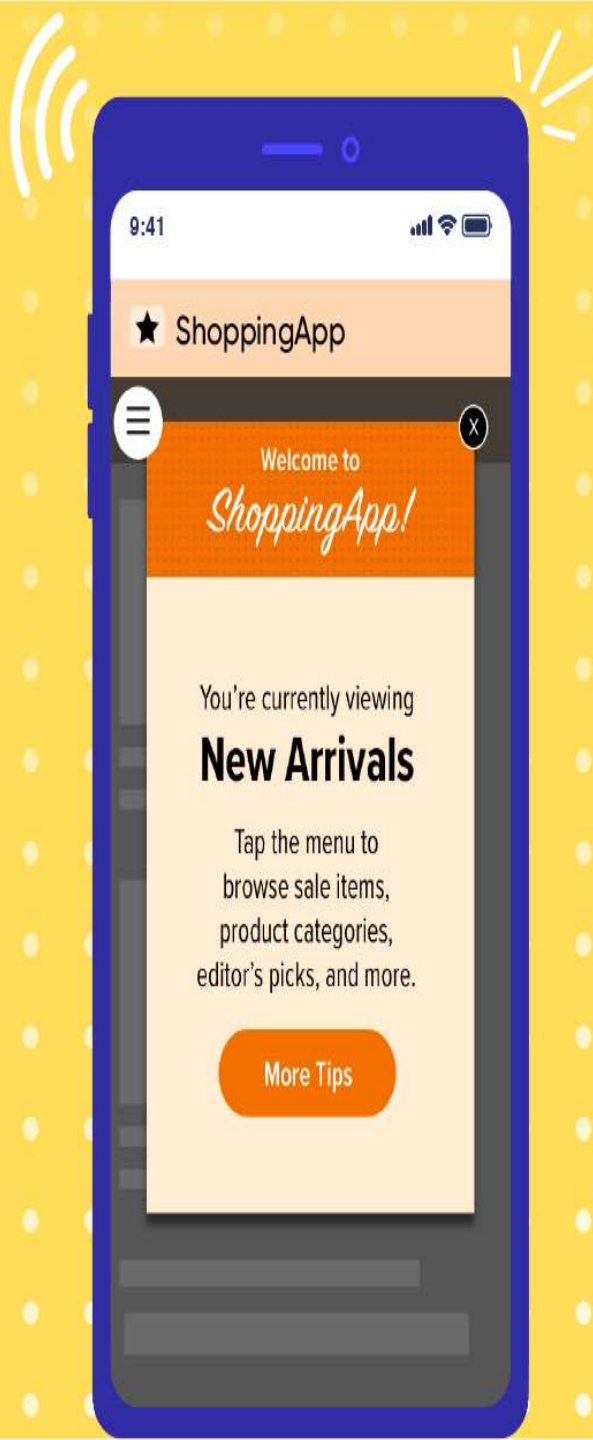 9:41
ShoppingApp
X
Welcome to
ShoppingApp!
You're currently viewing
New Arrivals
Tap the menu to
browse sale items,
product categories,
editor's picks, and more.
More Tips